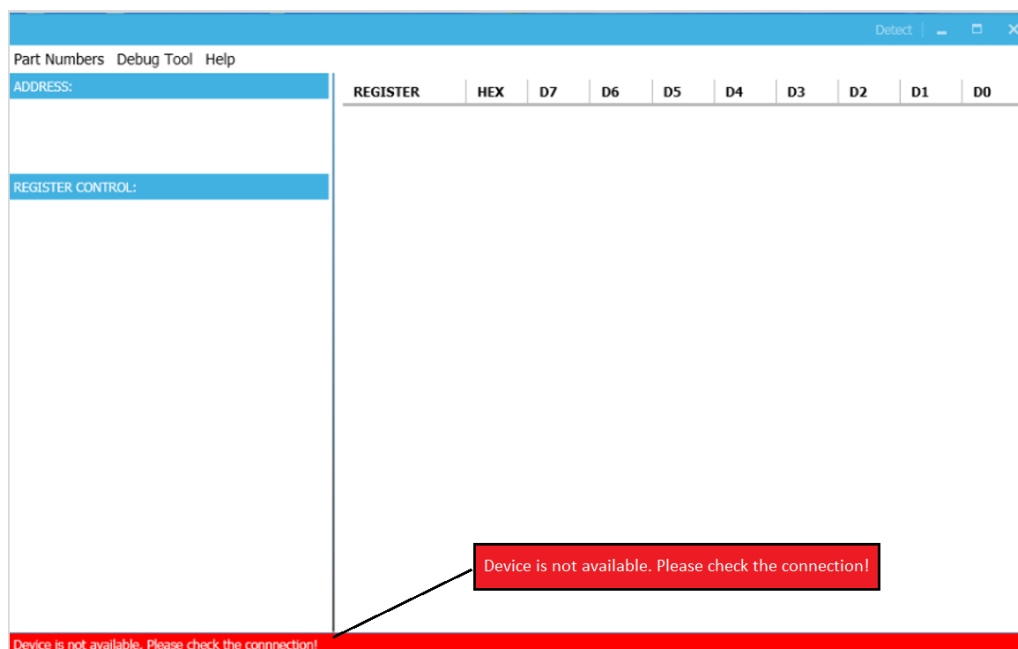 Detect
Part Numbers Debug Tool Help
ADDRESS:
REGISTER HEX D7 D6 D5 D4 D3 D2 D1 D0
REGISTER CONTROL:
Device is not available. Please check the connection!
Device is not available. Please check the connnection!